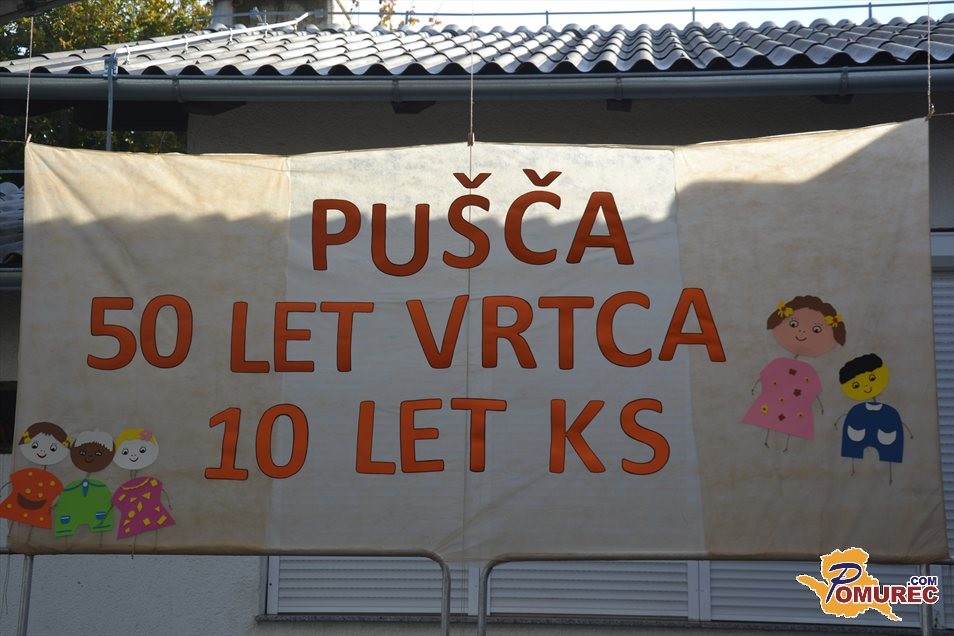 PUŠČA
50 LET VRTCA
10 LET KS
POMUREC.COM